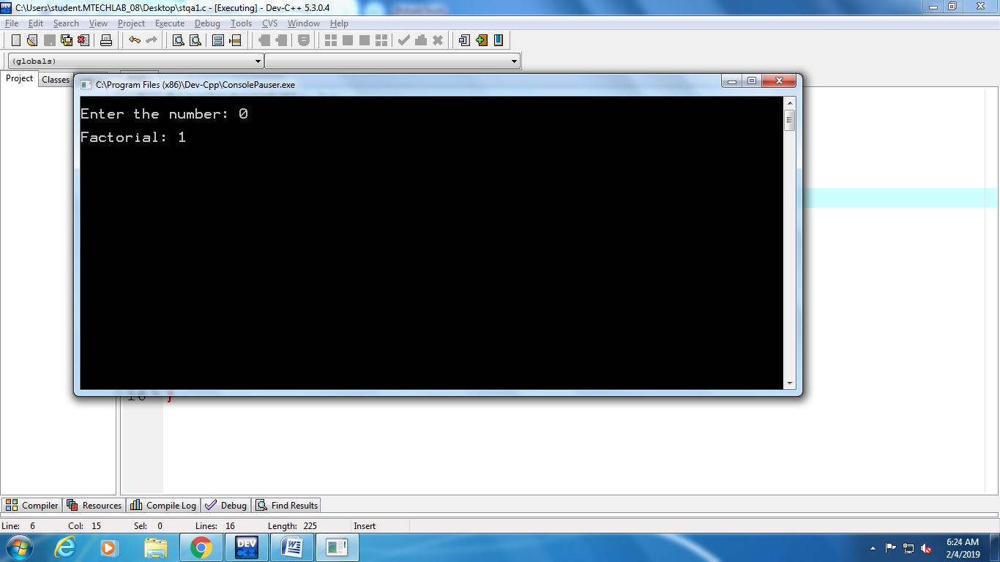 C:\Users\student.MTECHLAB_08\Desktop\stqa1.c - [Executing] - Dev-C++ 5.3.0.4
File Edit Search View Project Execute Debug Tools CVS Window Help
(globals)
Project Classes
C:\Program Files (x86)\Dev-Cpp\ConsolePauser.exe
Enter the number: 0
Factorial: 1
16 }
Compiler Resources Compile Log Debug Find Results
Line: 6 Col: 15 Sel: 0 Lines: 16 Length: 225 Insert
DEV C++
6:24 AM
2/4/2019